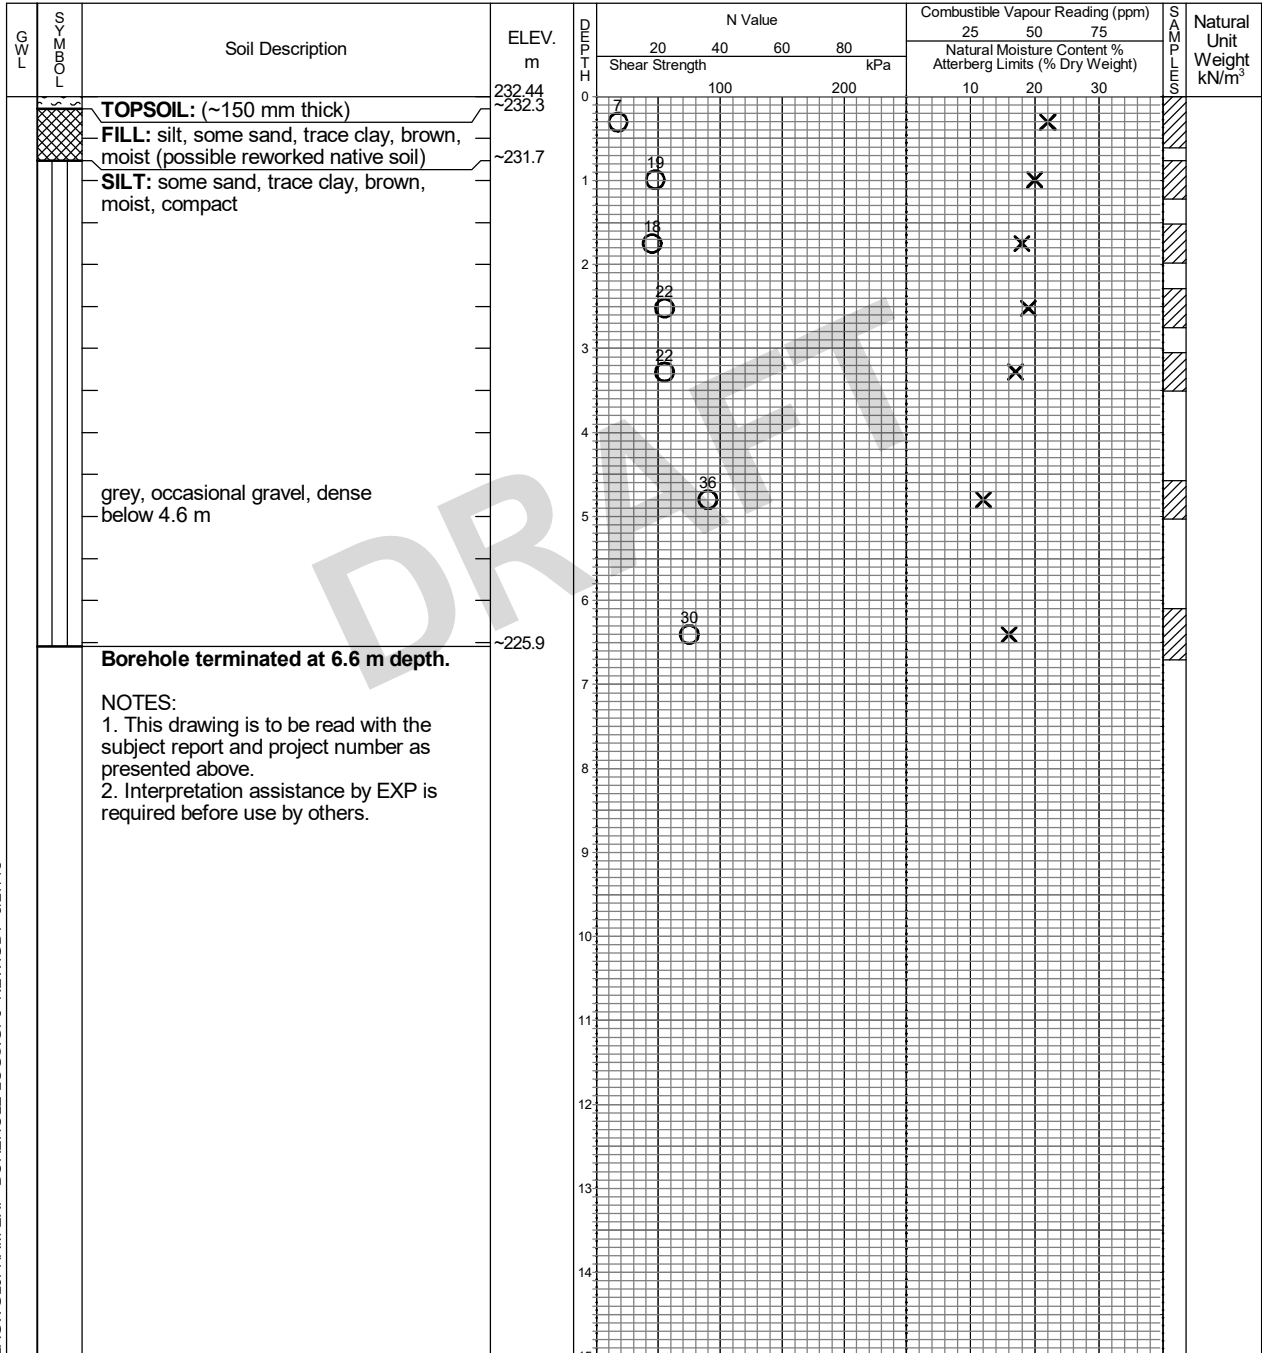 GWL
SYMBOL
Soil Description
ELEV.
m
232.44
DEPTH
N Value
20 40 60 80
Shear Strength kPa
100 200
Combustible Vapour Reading (ppm)
25 50 75
Natural Moisture Content %
Atterberg Limits (% Dry Weight)
10 20 30
SAMPLES
Natural
Unit
Weight
kN/m³
TOPSOIL: (~150 mm thick)
~232.3
FILL: silt, some sand, trace clay, brown,
moist (possible reworked native soil)
~231.7
SILT: some sand, trace clay, brown,
moist, compact
grey, occasional gravel, dense
below 4.6 m
~225.9
Borehole terminated at 6.6 m depth.
NOTES:
1. This drawing is to be read with the
subject report and project number as
presented above.
2. Interpretation assistance by EXP is
required before use by others.
0
7
1
19
18
2
22
3
22
4
36
5
6
30
7
8
9
10
11
12
13
14
DRAFT